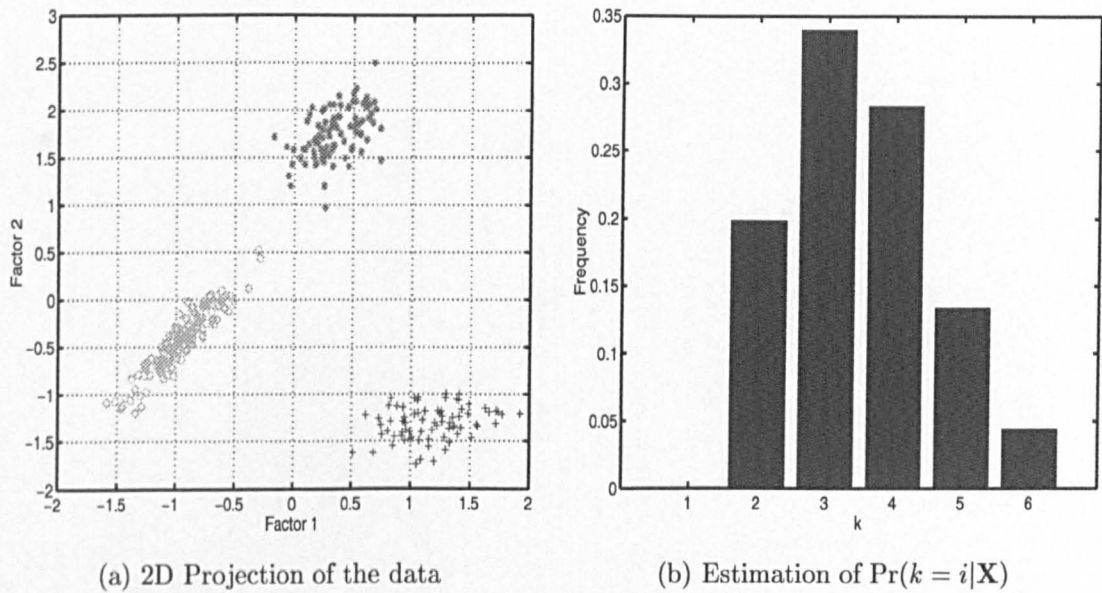 3
2.5
2
1.5
1
0.5
0
−0.5
−1
−1.5
−2
Factor 2
−2 −1.5 −1 −0.5 0 0.5 1 1.5 2
Factor 1
(a) 2D Projection of the data
0.35
0.3
0.25
0.2
0.15
0.1
0.05
0
Frequency
1 2 3 4 5 6
k
(b) Estimation of Pr(k = i|X)